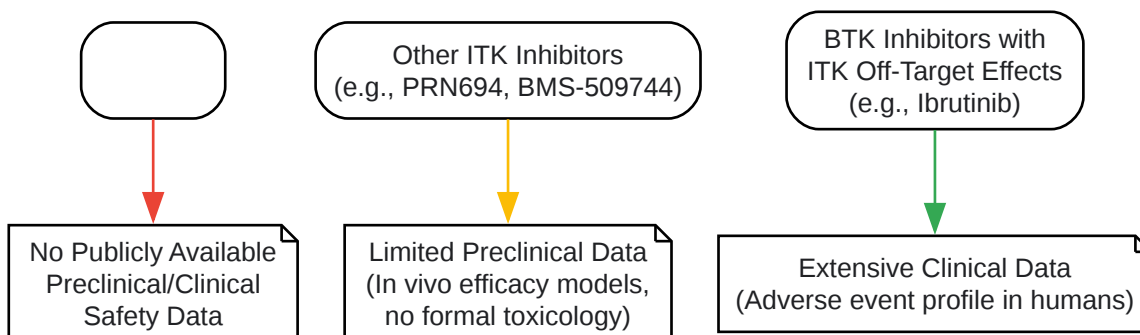 Other ITK Inhibitors
(e.g., PRN694, BMS-509744)
BTK Inhibitors with
ITK Off-Target Effects
(e.g., Ibrutinib)
No Publicly Available
Preclinical/Clinical
Safety Data
Limited Preclinical Data
(In vivo efficacy models,
no formal toxicology)
Extensive Clinical Data
(Adverse event profile in humans)